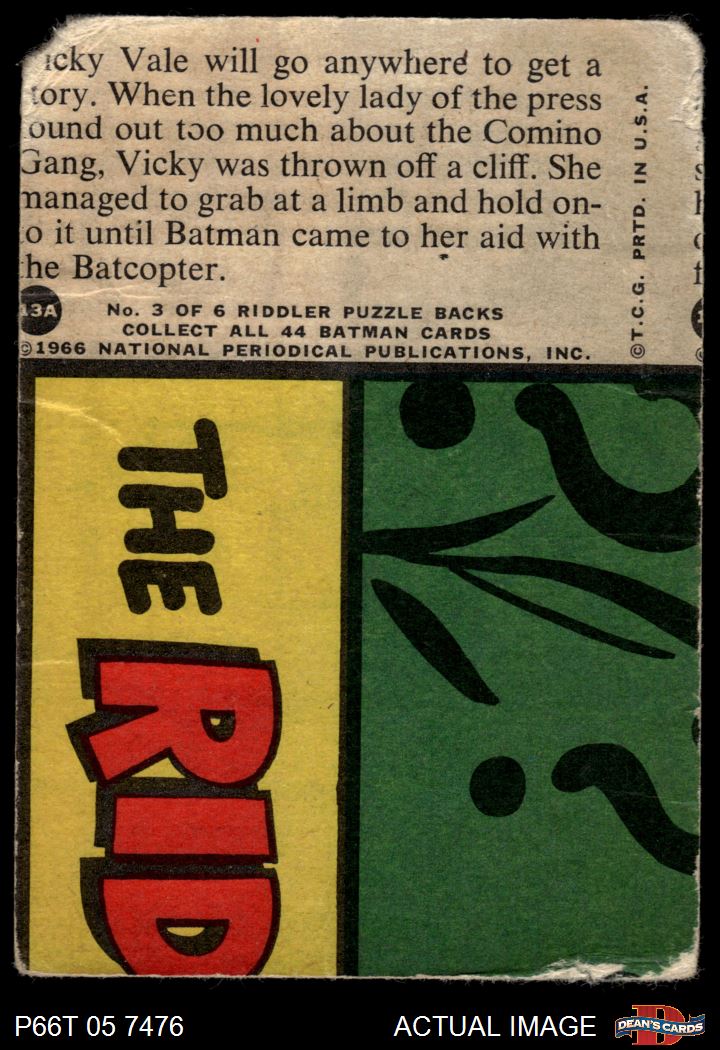 icky Vale will go anywhere to get a
tory. When the lovely lady of the press
ound out too much about the Comino
Gang, Vicky was thrown off a cliff. She
managed to grab at a limb and hold on-
o it until Batman came to her aid with
he Batcopter.
13A
No. 3 OF 6 RIDDLER PUZZLE BACKS
COLLECT ALL 44 BATMAN CARDS
©1966 NATIONAL PERIODICAL PUBLICATIONS, INC.
©T.C.G. PRTD. IN U.S.A.
THE
RID
P66T 05 7476
ACTUAL IMAGE
DEAN'S CARDS